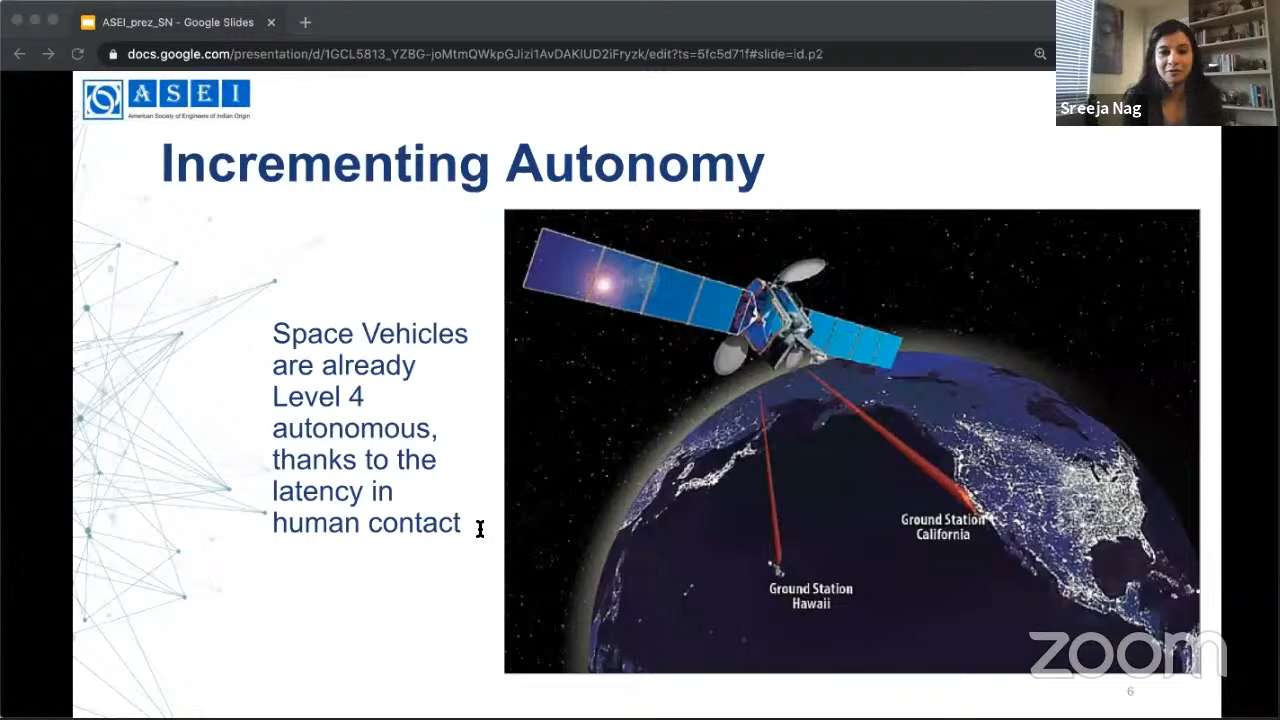 ASEI_prez_SN - Google Slides
docs.google.com/presentation/d/1GCL5813_YZBG-joMtmQWkpGJizi1AvDAKlUD2iFryzk/edit?ts=5fc5d71f#slide=id.p2
Sreeja Nag
ASEI
American Society of Engineers of Indian Origin
Incrementing Autonomy
Space Vehicles
are already
Level 4
autonomous,
thanks to the
latency in
human contact
Ground Station
California
Ground Station
Hawaii
zoom
6